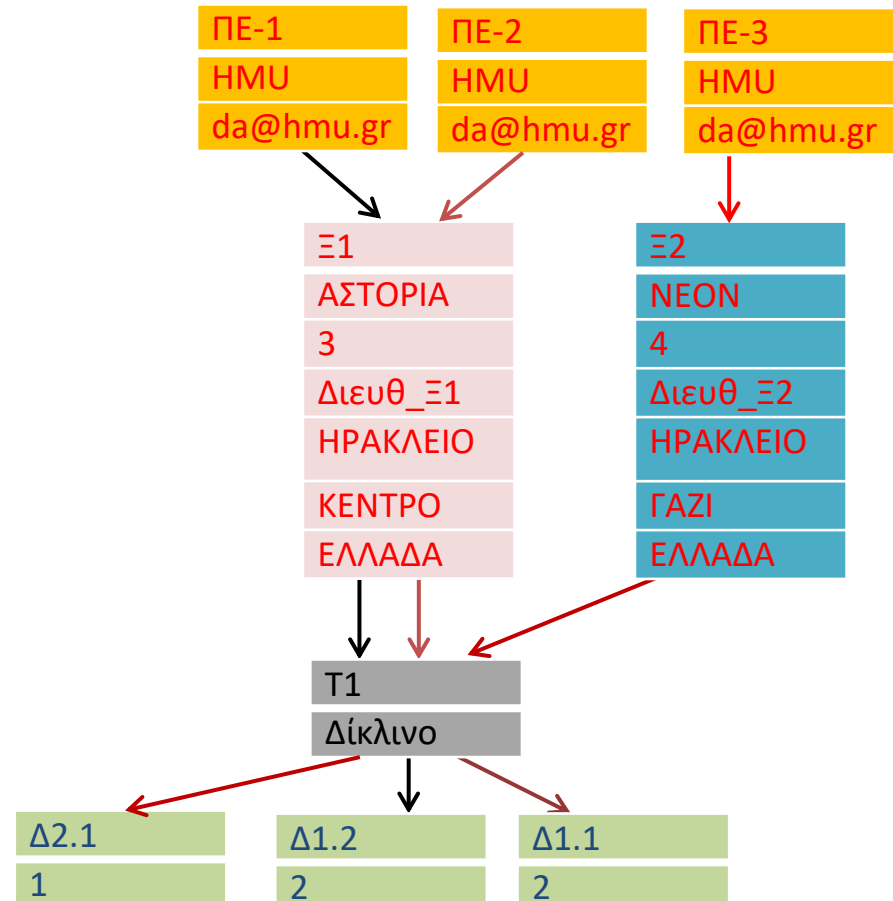 ΠΕ-1
HMU
da@hmu.gr
ΠΕ-2
HMU
da@hmu.gr
ΠΕ-3
HMU
da@hmu.gr
Ξ1
ΑΣΤΟΡΙΑ
3
Διευθ_Ξ1
ΗΡΑΚΛΕΙΟ
ΚΕΝΤΡΟ
ΕΛΛΑΔΑ
Ξ2
ΝΕΟΝ
4
Διευθ_Ξ2
ΗΡΑΚΛΕΙΟ
ΓΑΖΙ
ΕΛΛΑΔΑ
Τ1
Δίκλινο
Δ2.1
1
Δ1.2
2
Δ1.1
2